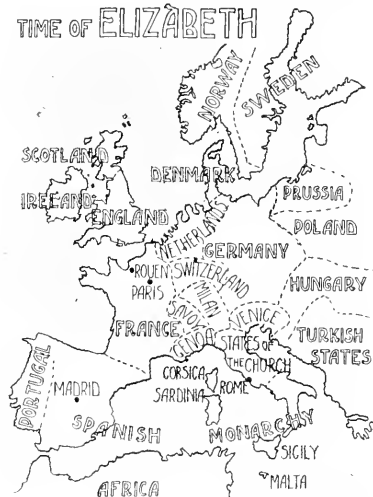 TIME OF ELIZABETH
NORWAY
SWEDEN
SCOTLAND
DENMARK
IRELAND
ENGLAND
PRUSSIA
NETHERLANDS
POLAND
GERMANY
ROUEN
SWITZERLAND
PARIS
HUNGARY
MILAN
SAVOY
VENICE
FRANCE
GENOA
STATES OF
THE CHURCH
TURKISH
STATES
PORTUGAL
CORSICA
MADRID
SARDINIA
ROME
SPANISH
MONARCHY
SICILY
MALTA
AFRICA